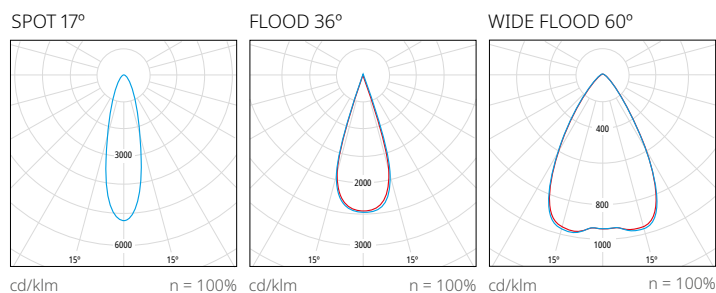 SPOT 17º
3000
6000
15º 15º
cd/klm n = 100%
FLOOD 36º
2000
3000
15º 15º
cd/klm n = 100%
WIDE FLOOD 60º
400
800
1000
15º 15º
cd/klm n = 100%